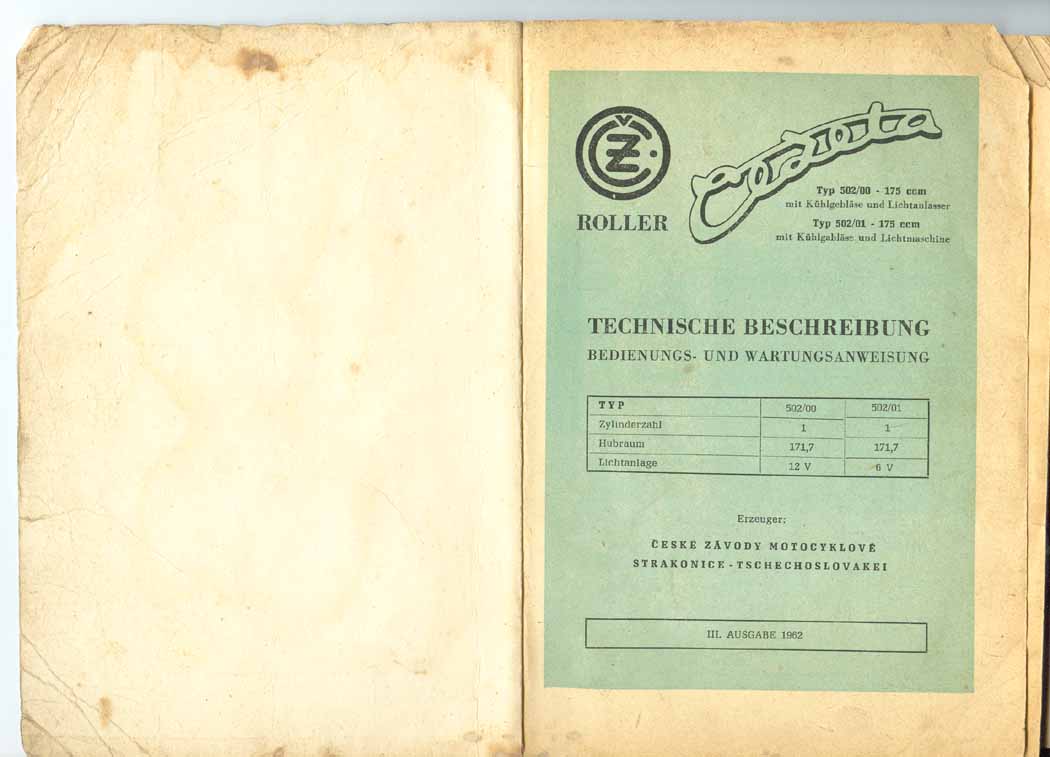 ČZ
Čezeta
ROLLER
Typ 502/00 - 175 ccm
mit Kühlgebläse und Lichtanlasser
Typ 502/01 - 175 ccm
mit Kühlgabläse und Lichtmaschine
TECHNISCHE BESCHREIBUNG
BEDIENUNGS- UND WARTUNGSANWEISUNG
TYP 502/00 502/01
Zylinderzahl 1 1
Hubraum 171,7 171,7
Lichtanlage 12 V 6 V
Erzeuger:
ČESKÉ ZÁVODY MOTOCYKLOVÉ
STRAKONICE - TSCHECHOSLOVAKEI
III. AUSGABE 1962